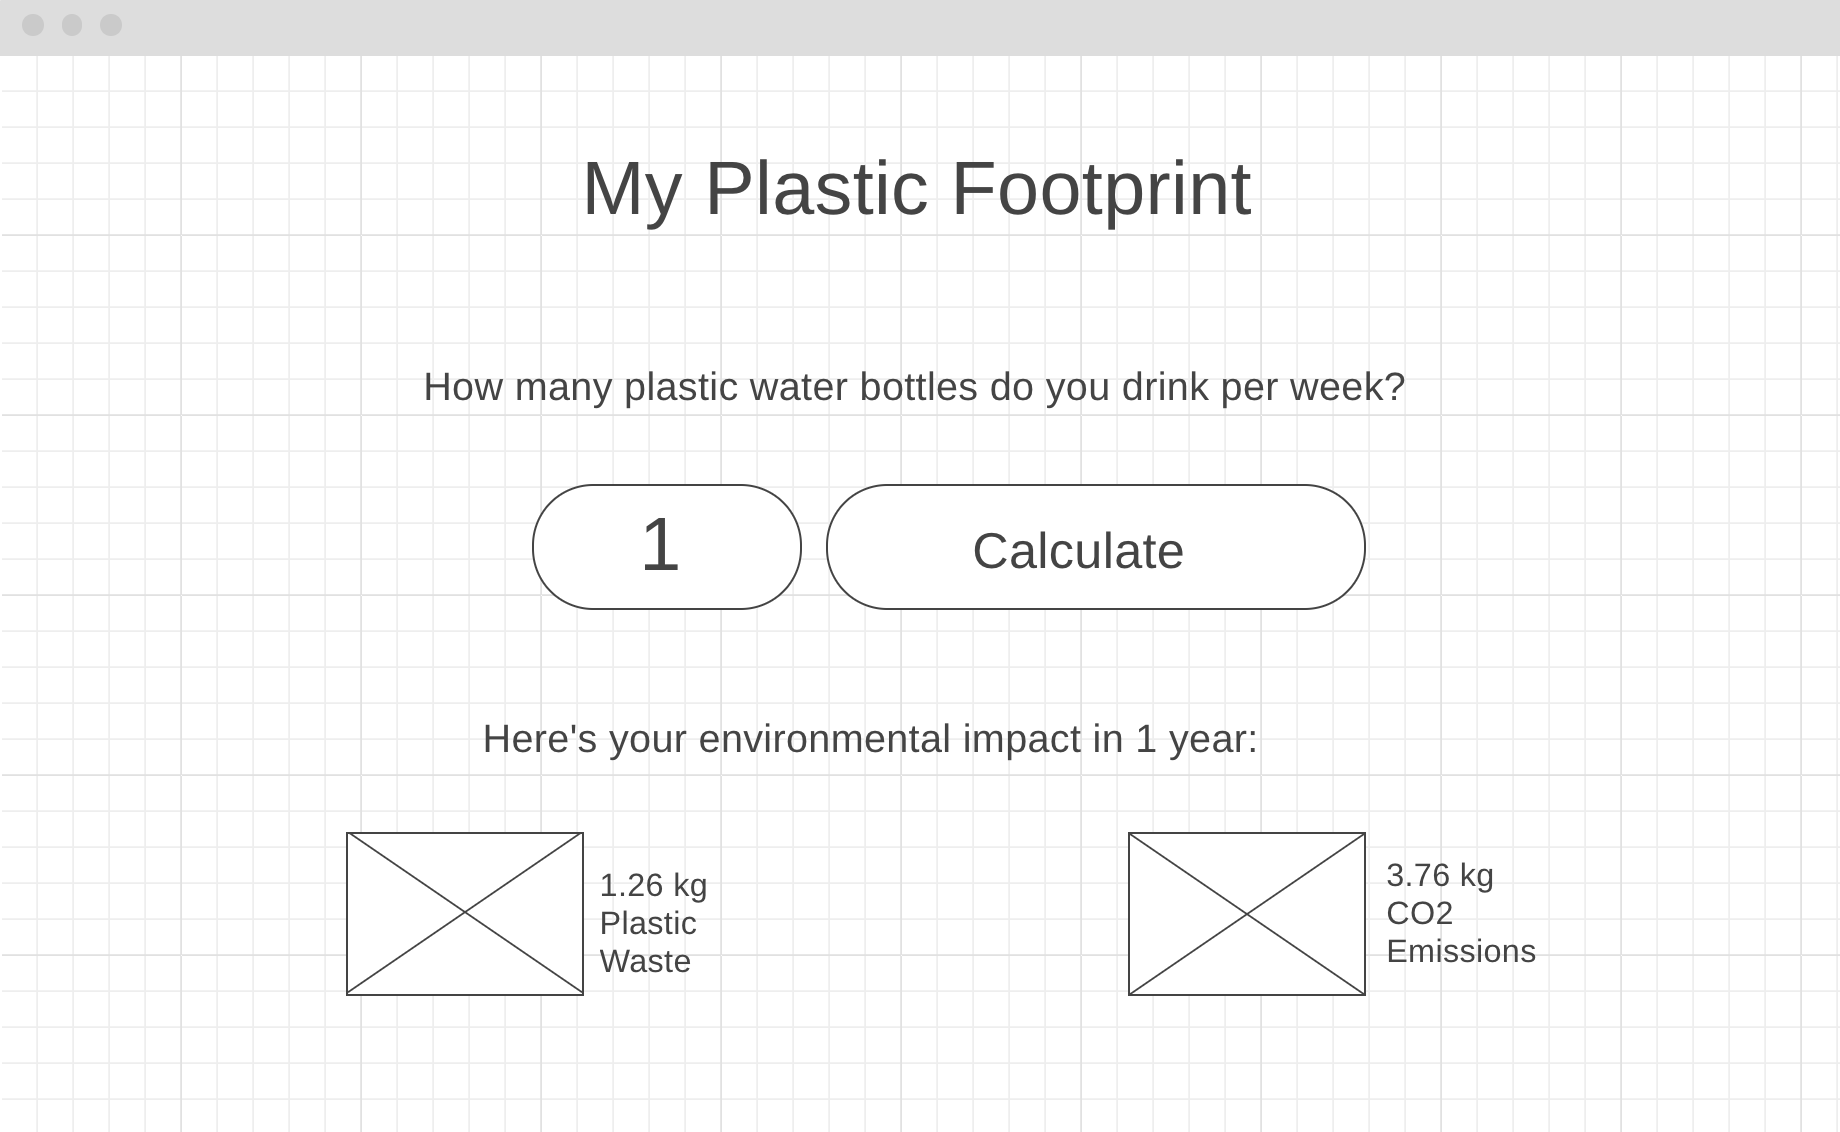 My Plastic Footprint
How many plastic water bottles do you drink per week?
1
Calculate
Here's your environmental impact in 1 year:
1.26 kg
Plastic
Waste
3.76 kg
CO2
Emissions